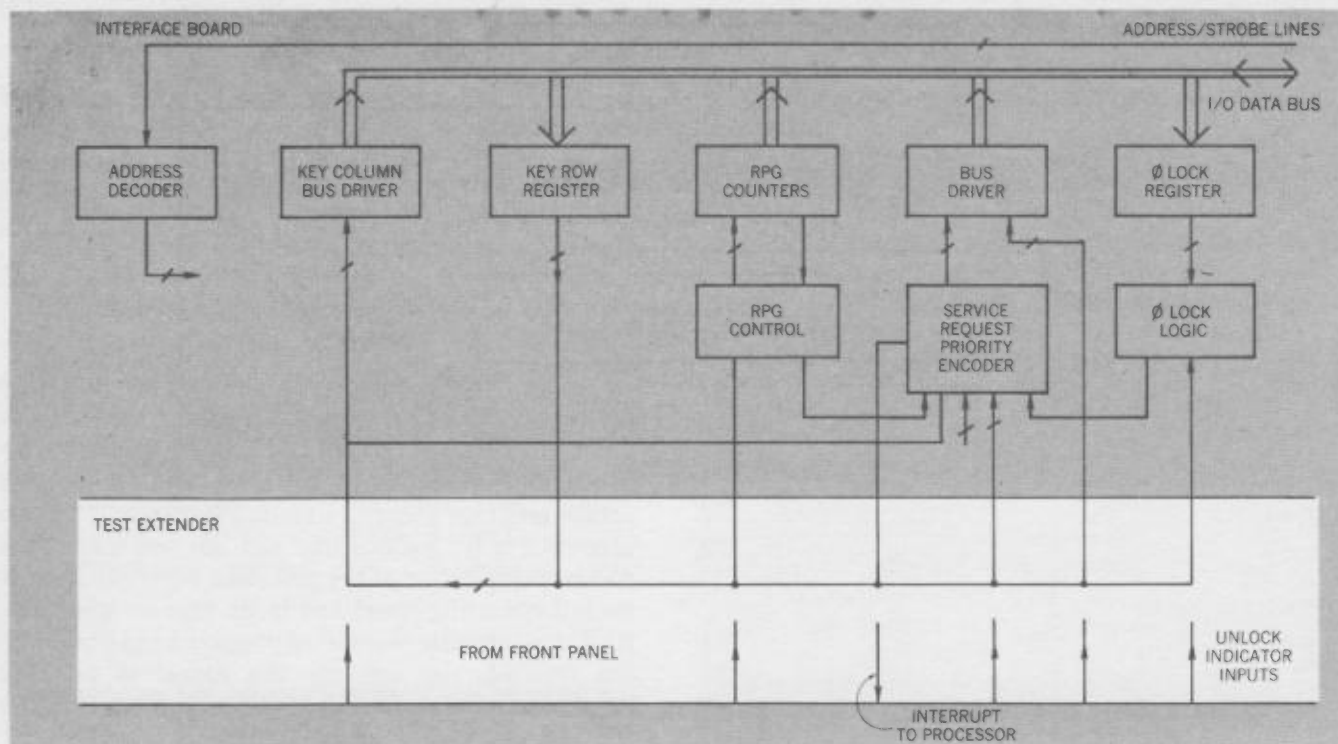 INTERFACE BOARD
ADDRESS/STROBE LINES
I/O DATA BUS
ADDRESS
DECODER
KEY COLUMN
BUS DRIVER
KEY ROW
REGISTER
RPG
COUNTERS
BUS
DRIVER
Ø LOCK
REGISTER
RPG
CONTROL
SERVICE
REQUEST
PRIORITY
ENCODER
Ø LOCK
LOGIC
TEST EXTENDER
FROM FRONT PANEL
UNLOCK
INDICATOR
INPUTS
INTERRUPT
TO PROCESSOR